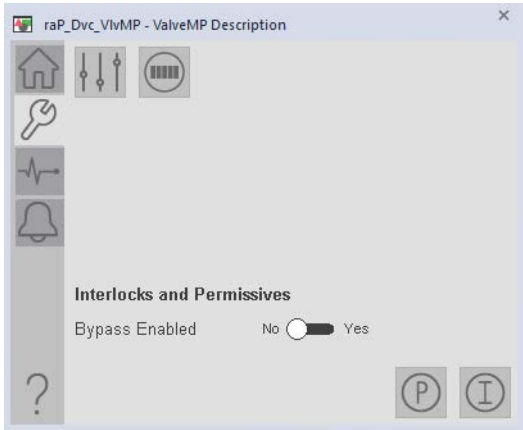 raP_Dvc_VlvMP - ValveMP Description
Interlocks and Permissives
Bypass Enabled No Yes
?
P I